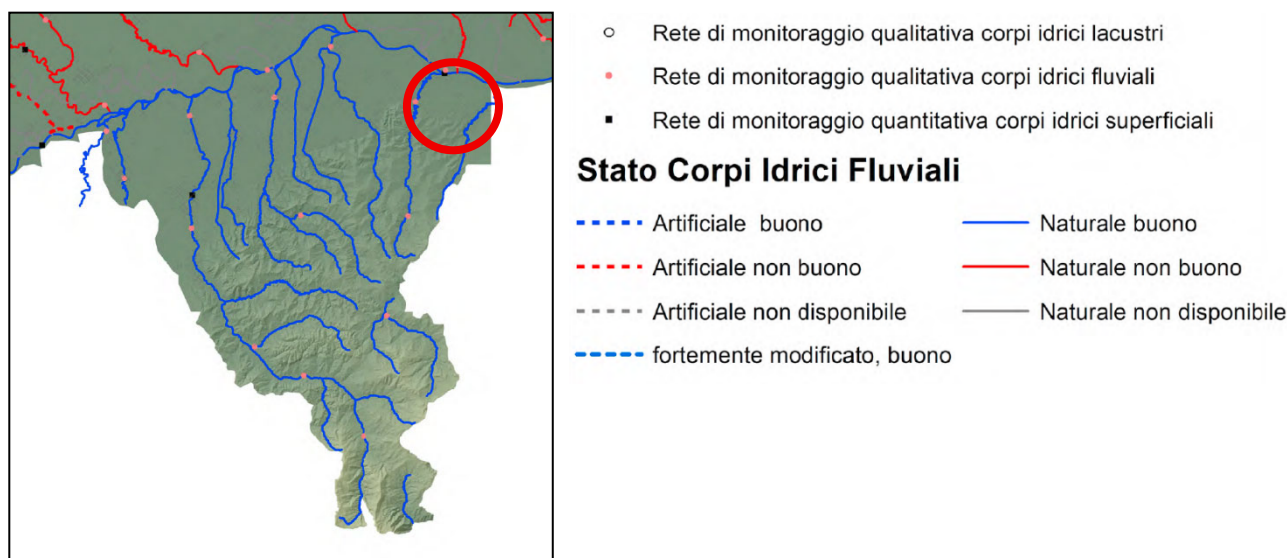 Rete di monitoraggio qualitativa corpi idrici lacustri
Rete di monitoraggio qualitativa corpi idrici fluviali
Rete di monitoraggio quantitativa corpi idrici superficiali
Stato Corpi Idrici Fluviali
Artificiale buono
Naturale buono
Artificiale non buono
Naturale non buono
Artificiale non disponibile
Naturale non disponibile
fortemente modificato, buono